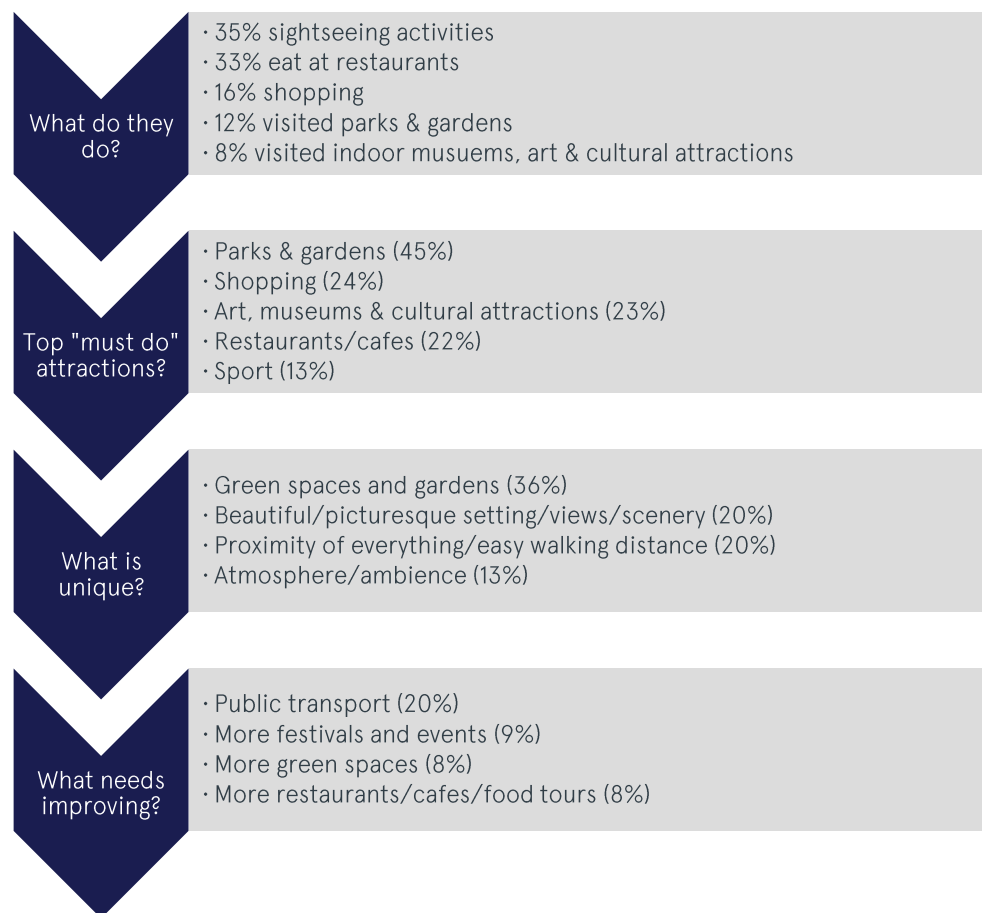 What do they
do?
· 35% sightseeing activities
· 33% eat at restaurants
· 16% shopping
· 12% visited parks & gardens
· 8% visited indoor musuems, art & cultural attractions
Top "must do"
attractions?
· Parks & gardens (45%)
· Shopping (24%)
· Art, museums & cultural attractions (23%)
· Restaurants/cafes (22%)
· Sport (13%)
What is
unique?
· Green spaces and gardens (36%)
· Beautiful/picturesque setting/views/scenery (20%)
· Proximity of everything/easy walking distance (20%)
· Atmosphere/ambience (13%)
What needs
improving?
· Public transport (20%)
· More festivals and events (9%)
· More green spaces (8%)
· More restaurants/cafes/food tours (8%)